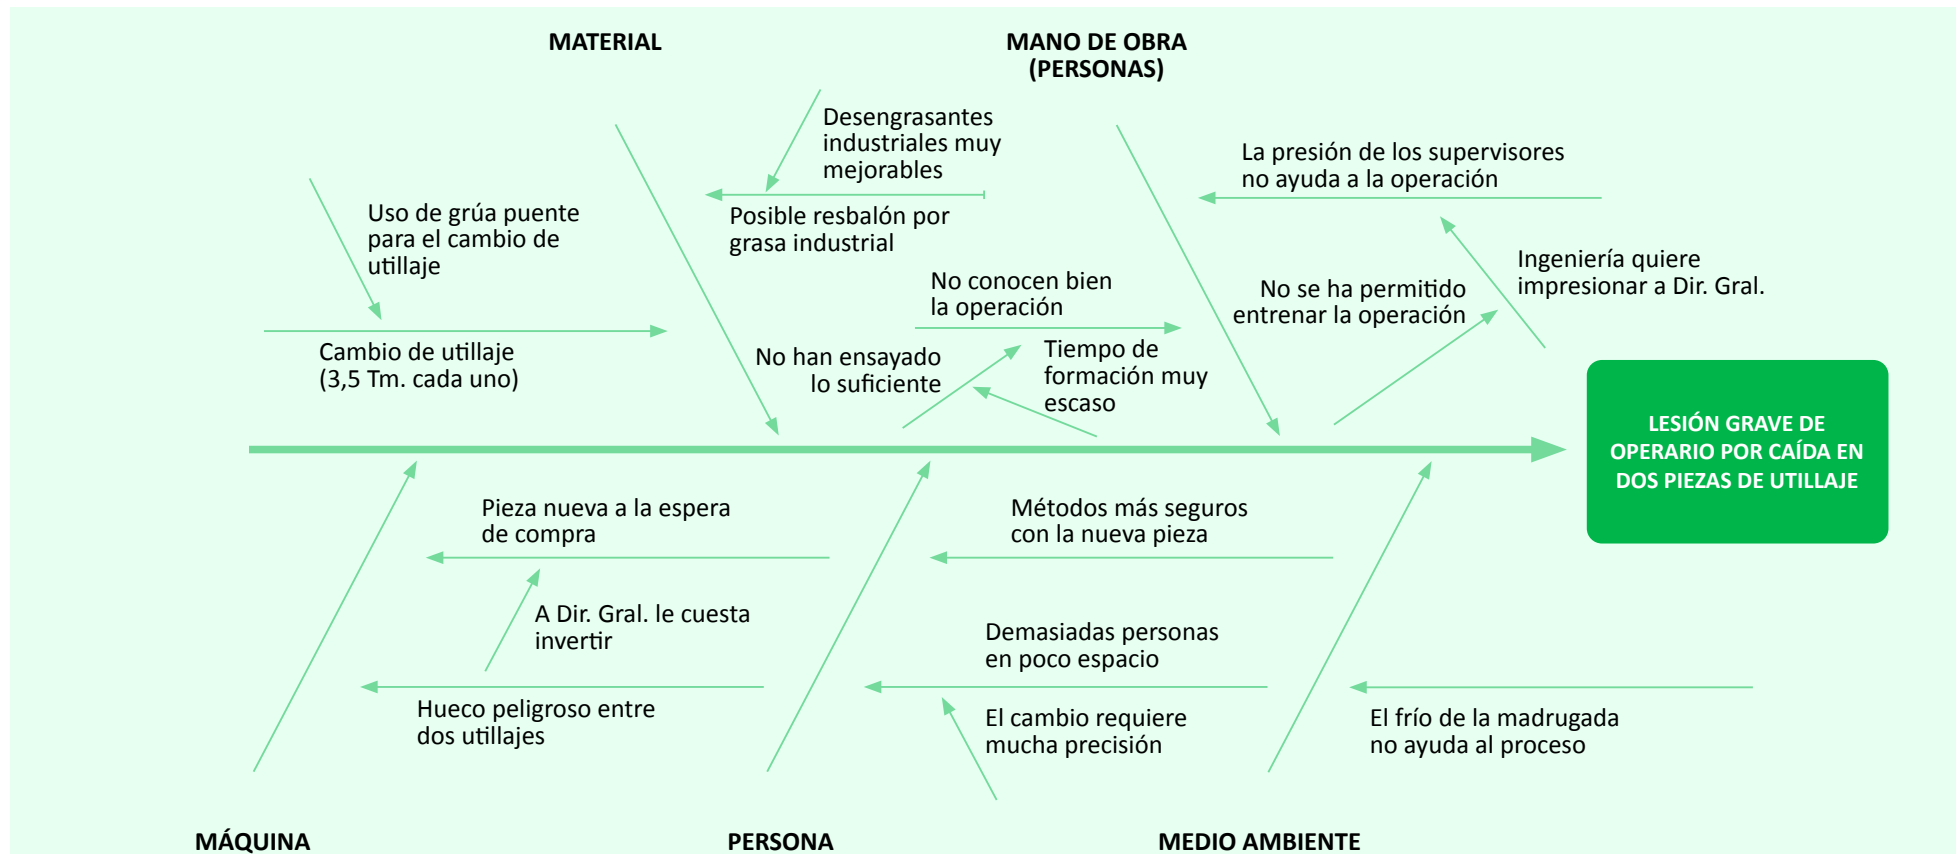 MATERIAL
MANO DE OBRA
(PERSONAS)
Desengrasantes
industriales muy
mejorables
La presión de los supervisores
no ayuda a la operación
Uso de grúa puente
para el cambio de
utillaje
Posible resbalón por
grasa industrial
No conocen bien
la operación
Ingeniería quiere
impresionar a Dir. Gral.
No se ha permitido
entrenar la operación
Cambio de utillaje
(3,5 Tm. cada uno)
No han ensayado
lo suficiente
Tiempo de
formación muy
escaso
LESIÓN GRAVE DE
OPERARIO POR CAÍDA EN
DOS PIEZAS DE UTILLAJE
Pieza nueva a la espera
de compra
Métodos más seguros
con la nueva pieza
A Dir. Gral. le cuesta
invertir
Demasiadas personas
en poco espacio
Hueco peligroso entre
dos utillajes
El cambio requiere
mucha precisión
El frío de la madrugada
no ayuda al proceso
MÁQUINA
PERSONA
MEDIO AMBIENTE